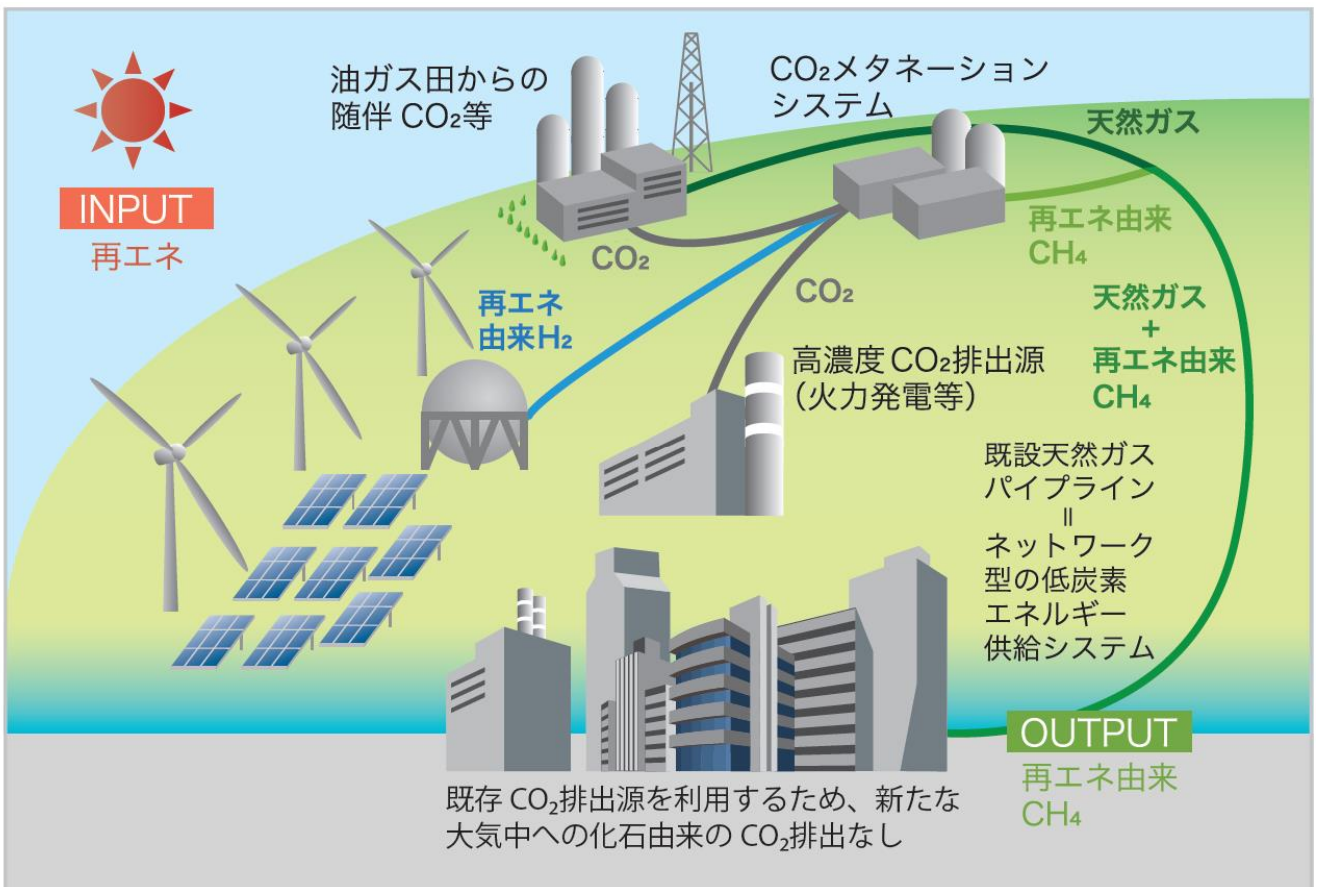 油ガス田からの
随伴 CO₂等
CO₂メタネーション
システム
天然ガス
INPUT
再エネ
再エネ由来
CH₄
CO₂
再エネ
由来H₂
CO₂
天然ガス
+
再エネ由来
CH₄
高濃度 CO₂排出源
（火力発電等）
既設天然ガス
パイプライン
=
ネットワーク
型の低炭素
エネルギー
供給システム
OUTPUT
再エネ由来
CH₄
既存 CO₂排出源を利用するため、新たな
大気中への化石由来の CO₂排出なし